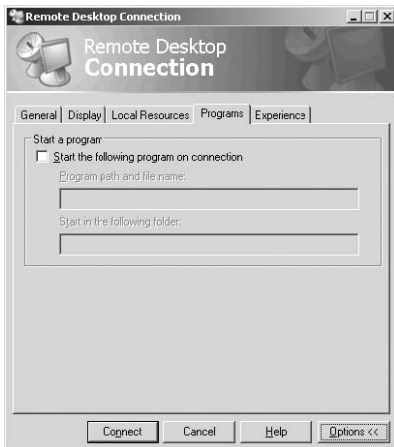 Remote Desktop Connection
Remote Desktop
Connection
General Display Local Resources Programs Experience
Start a program
Start the following program on connection
Program path and file name:
Start in the following folder:
Connect Cancel Help Options <<